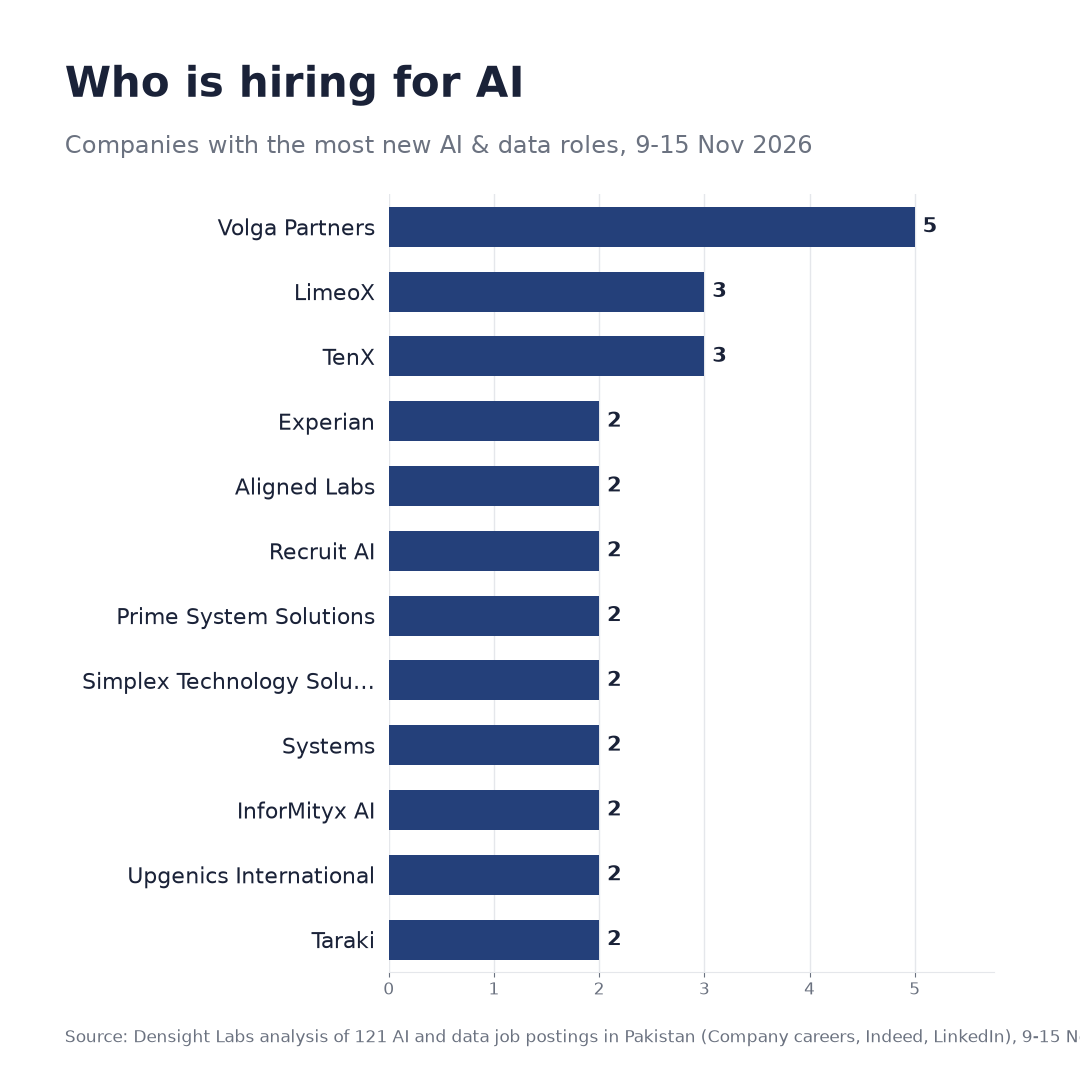 Who is hiring for AI
Companies with the most new AI & data roles, 9-15 Nov 2026
Volga Partners 5
LimeoX 3
TenX 3
Experian 2
Aligned Labs 2
Recruit AI 2
Prime System Solutions 2
Simplex Technology Solu... 2
Systems 2
InforMityx AI 2
Upgenics International 2
Taraki 2
0 1 2 3 4 5
Source: Densight Labs analysis of 121 AI and data job postings in Pakistan (Company careers, Indeed, LinkedIn), 9-15